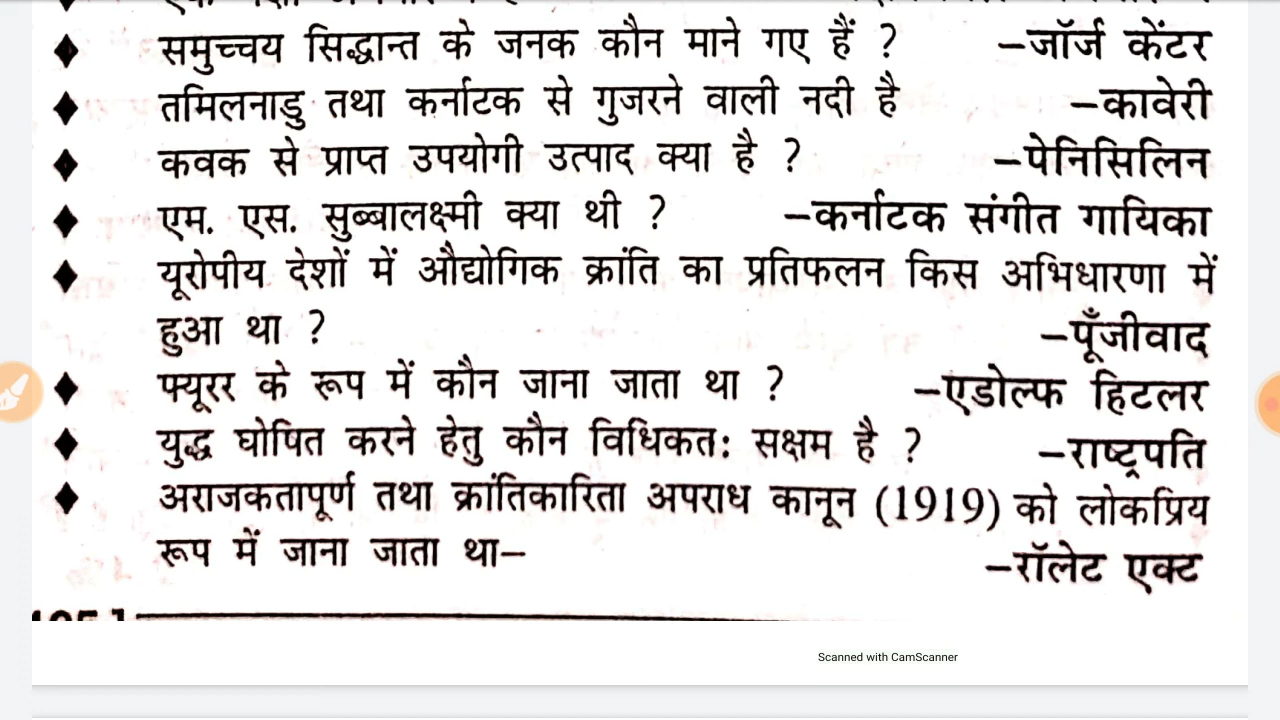 समुच्चय सिद्धान्त के जनक कौन माने गए हैं ? –जॉर्ज केंटर
तमिलनाडु तथा कर्नाटक से गुजरने वाली नदी है –कावेरी
कवक से प्राप्त उपयोगी उत्पाद क्या है ? –पेनिसिलिन
एम. एस. सुब्बालक्ष्मी क्या थी ? –कर्नाटक संगीत गायिका
यूरोपीय देशों में औद्योगिक क्रांति का प्रतिफलन किस अभिधारणा में
हुआ था ? –पूँजीवाद
फ्यूरर के रूप में कौन जाना जाता था ? –एडोल्फ हिटलर
युद्ध घोषित करने हेतु कौन विधिकत: सक्षम है ? –राष्ट्रपति
अराजकतापूर्ण तथा क्रांतिकारिता अपराध कानून (1919) को लोकप्रिय
रूप में जाना जाता था– –रॉलेट एक्ट
Scanned with CamScanner